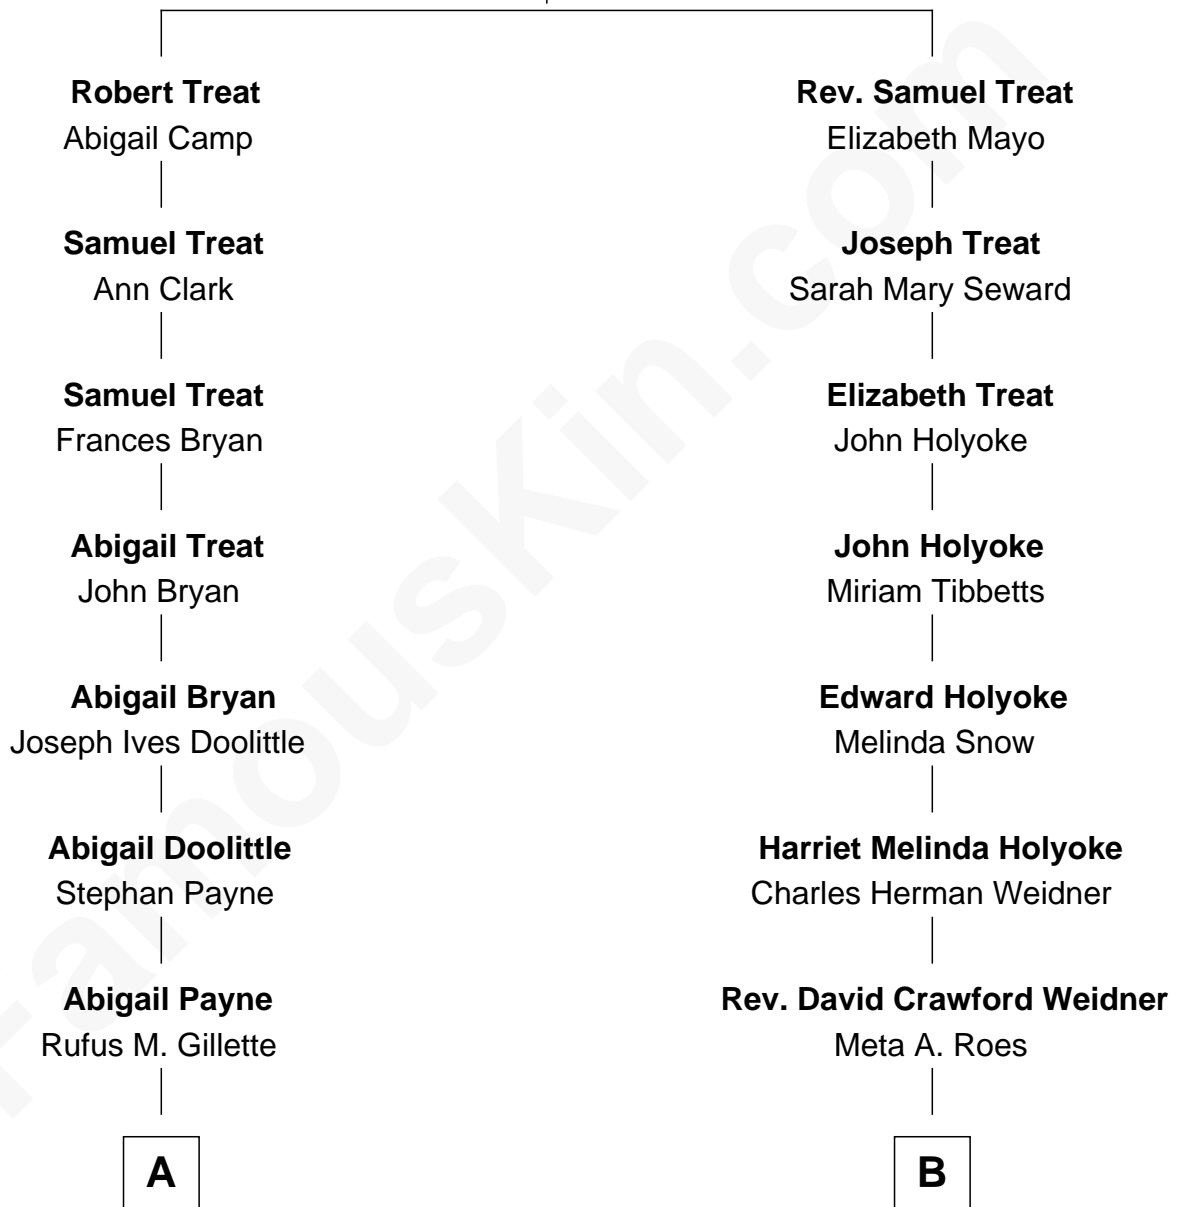 Robert Treat
Abigail Camp
Samuel Treat
Ann Clark
Samuel Treat
Frances Bryan
Abigail Treat
John Bryan
Abigail Bryan
Joseph Ives Doolittle
Abigail Doolittle
Stephan Payne
Abigail Payne
Rufus M. Gillette
A
Rev. Samuel Treat
Elizabeth Mayo
Joseph Treat
Sarah Mary Seward
Elizabeth Treat
John Holyoke
John Holyoke
Miriam Tibbetts
Edward Holyoke
Melinda Snow
Harriet Melinda Holyoke
Charles Herman Weidner
Rev. David Crawford Weidner
Meta A. Roes
B
FamousKin.com